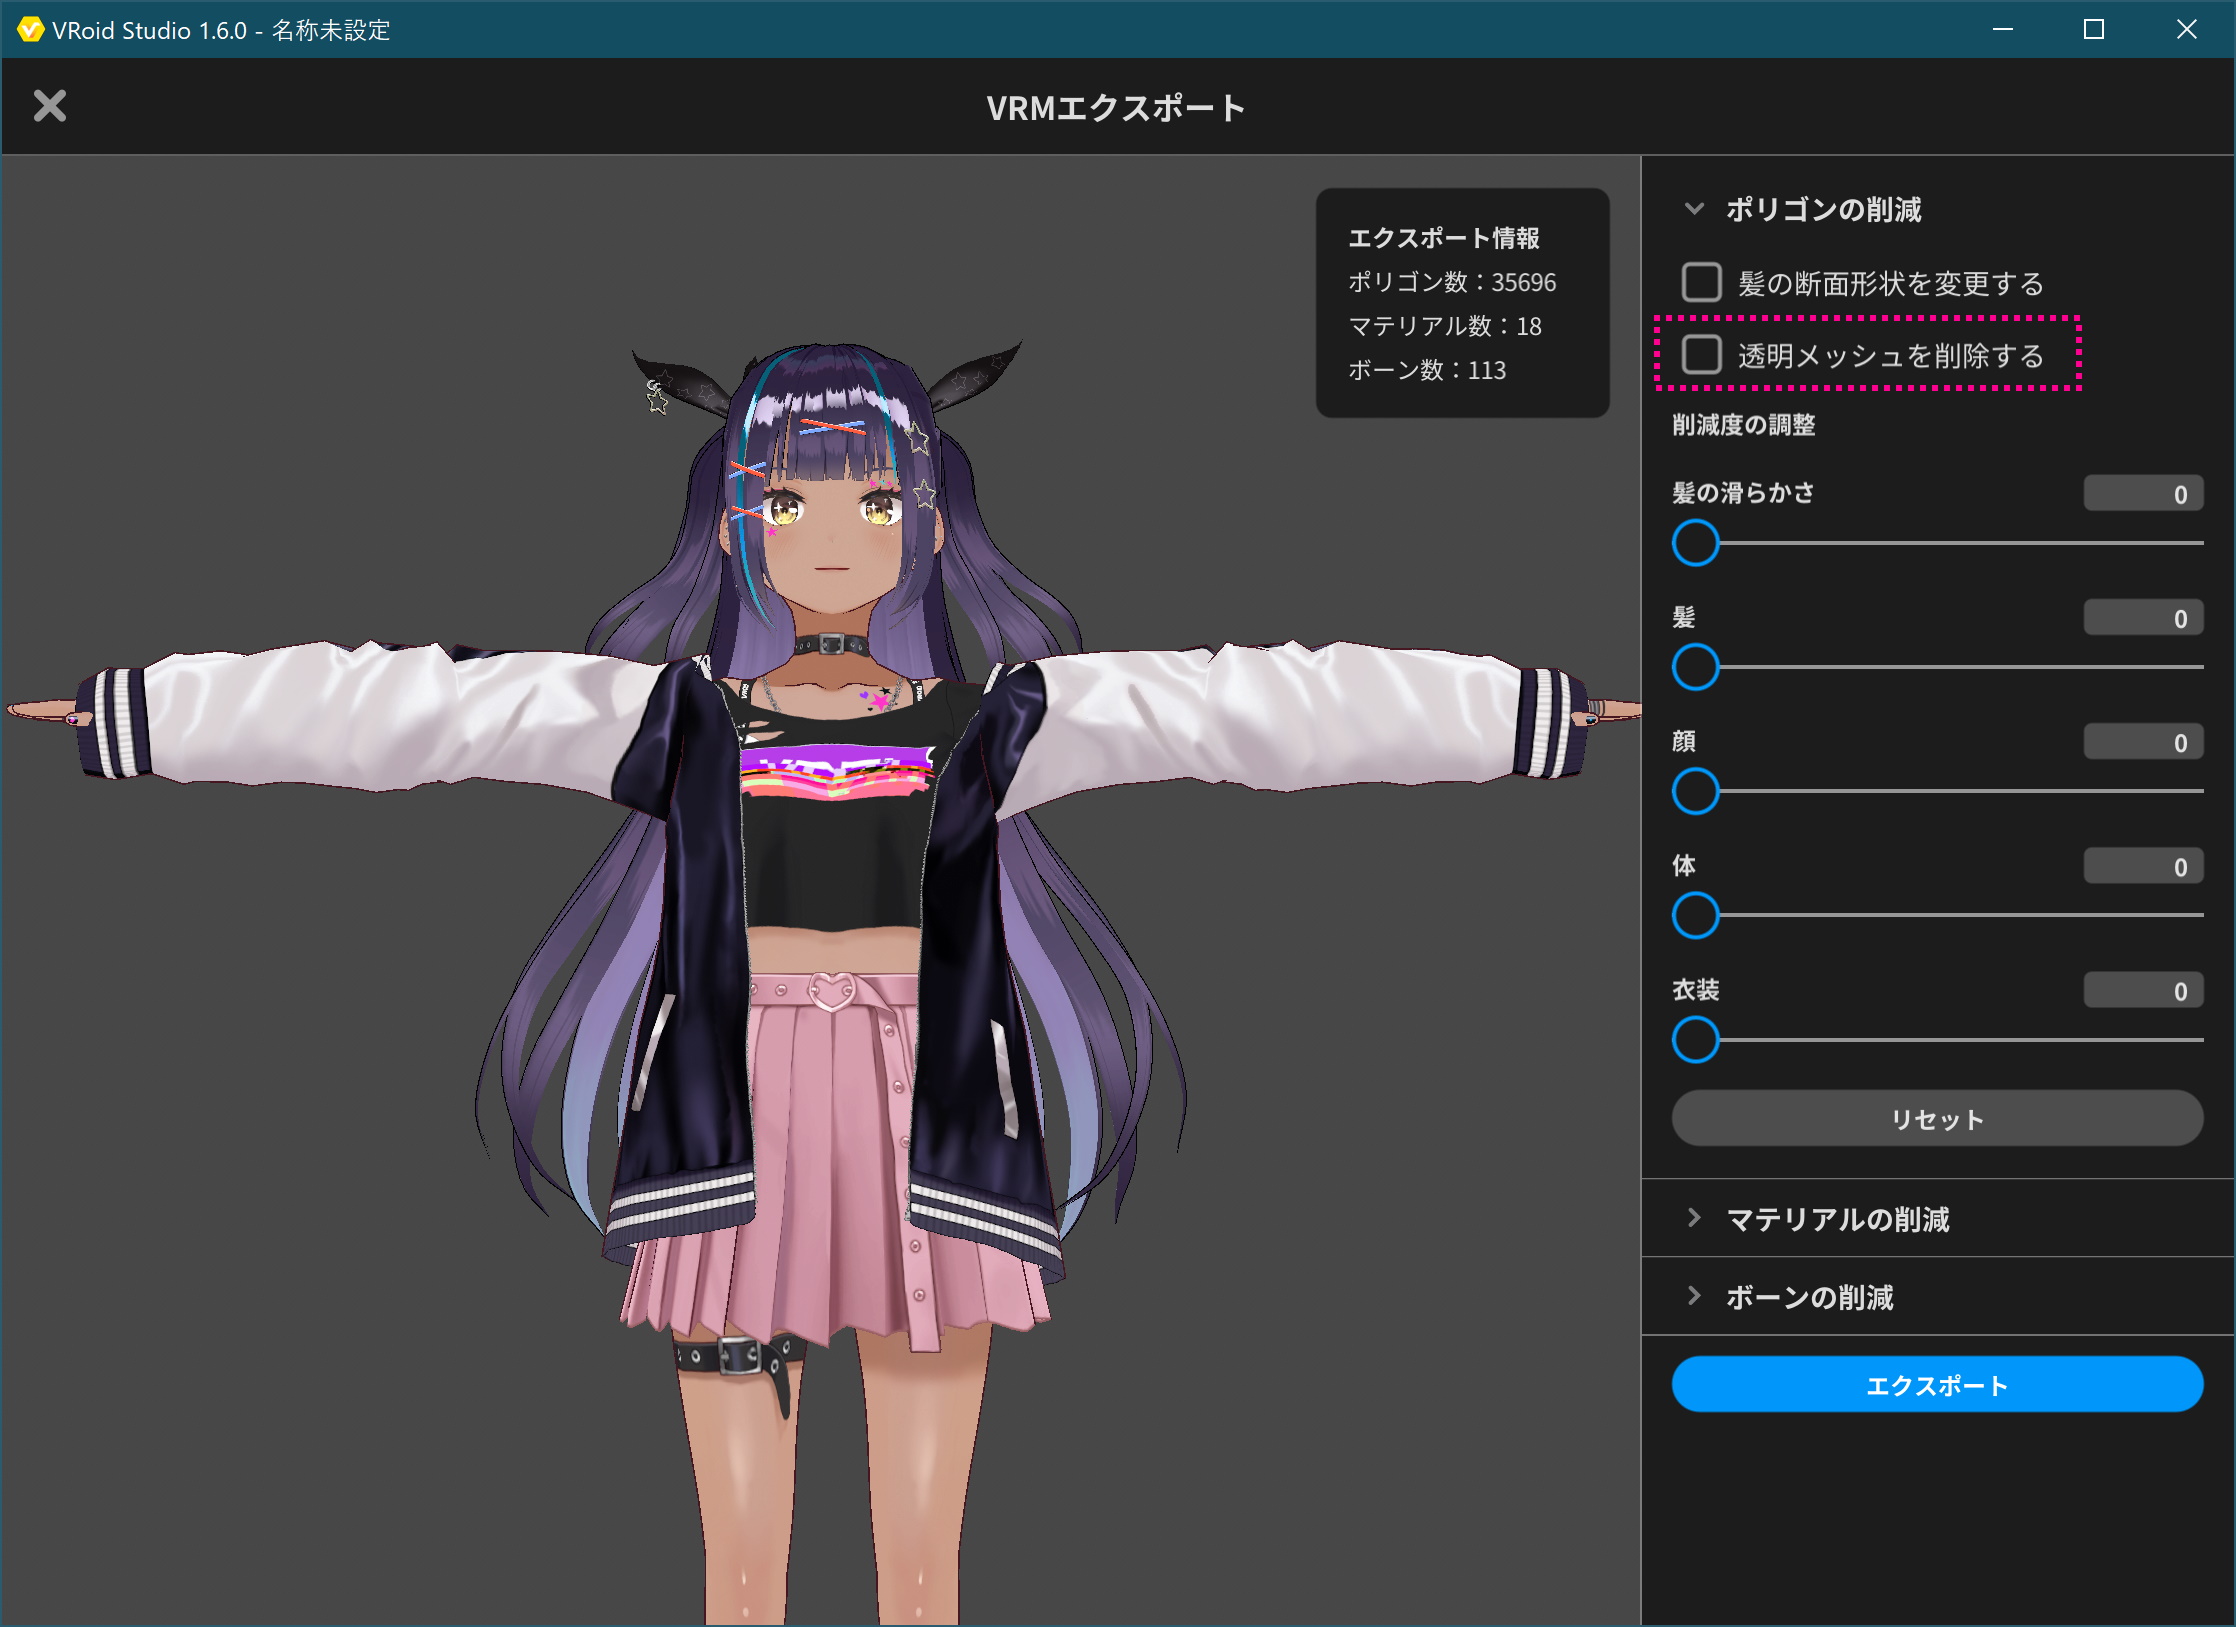 VRoid Studio 1.6.0 - 名称未設定
VRMエクスポート
エクスポート情報
ポリゴン数：35696
マテリアル数：18
ボーン数：113
ポリゴンの削減
髪の断面形状を変更する
透明メッシュを削除する
削減度の調整
髪の滑らかさ
0
髪
0
顔
0
体
0
衣装
0
リセット
マテリアルの削減
ボーンの削減
エクスポート